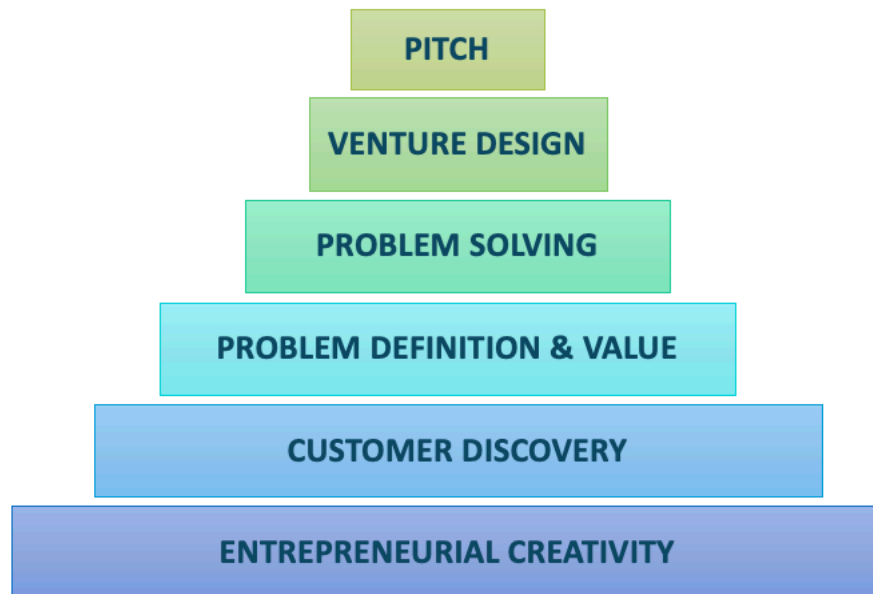 PITCH
VENTURE DESIGN
PROBLEM SOLVING
PROBLEM DEFINITION & VALUE
CUSTOMER DISCOVERY
ENTREPRENEURIAL CREATIVITY